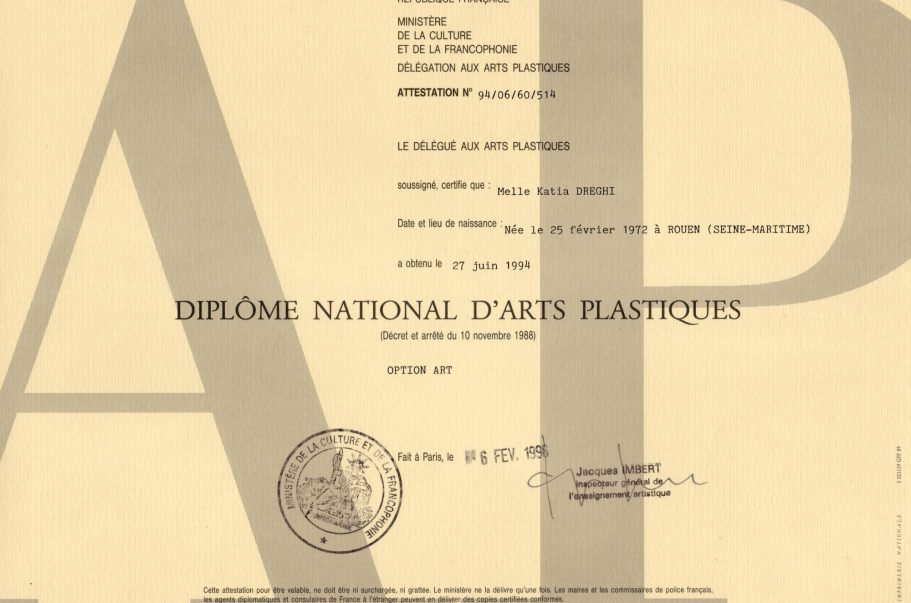 RÉPUBLIQUE FRANÇAISE
MINISTÈRE
DE LA CULTURE
ET DE LA FRANCOPHONIE
DÉLÉGATION AUX ARTS PLASTIQUES
ATTESTATION N° 94/06/60/514
LE DÉLÉGUÉ AUX ARTS PLASTIQUES
soussigné, certifie que : Melle Katia DREGHI
Date et lieu de naissance : Née le 25 février 1972 à ROUEN (SEINE-MARITIME)
a obtenu le 27 juin 1994
DIPLÔME NATIONAL D'ARTS PLASTIQUES
(Décret et arrêté du 10 novembre 1988)
OPTION ART
MINISTÈRE DE LA CULTURE ET DE LA FRANCOPHONIE
Fait à Paris, le 6 FEV. 1996
Jacques IMBERT
Inspecteur général de
l'enseignement artistique
Cette attestation pour être valable, ne doit être ni surchargée, ni grattée. Le ministère ne la délivre qu'une fois. Les maires et les commissaires de police français,
les agents diplomatiques et consulaires de France à l'étranger peuvent en délivrer des copies certifiées conformes.
IMPRIMERIE NATIONALE
AP